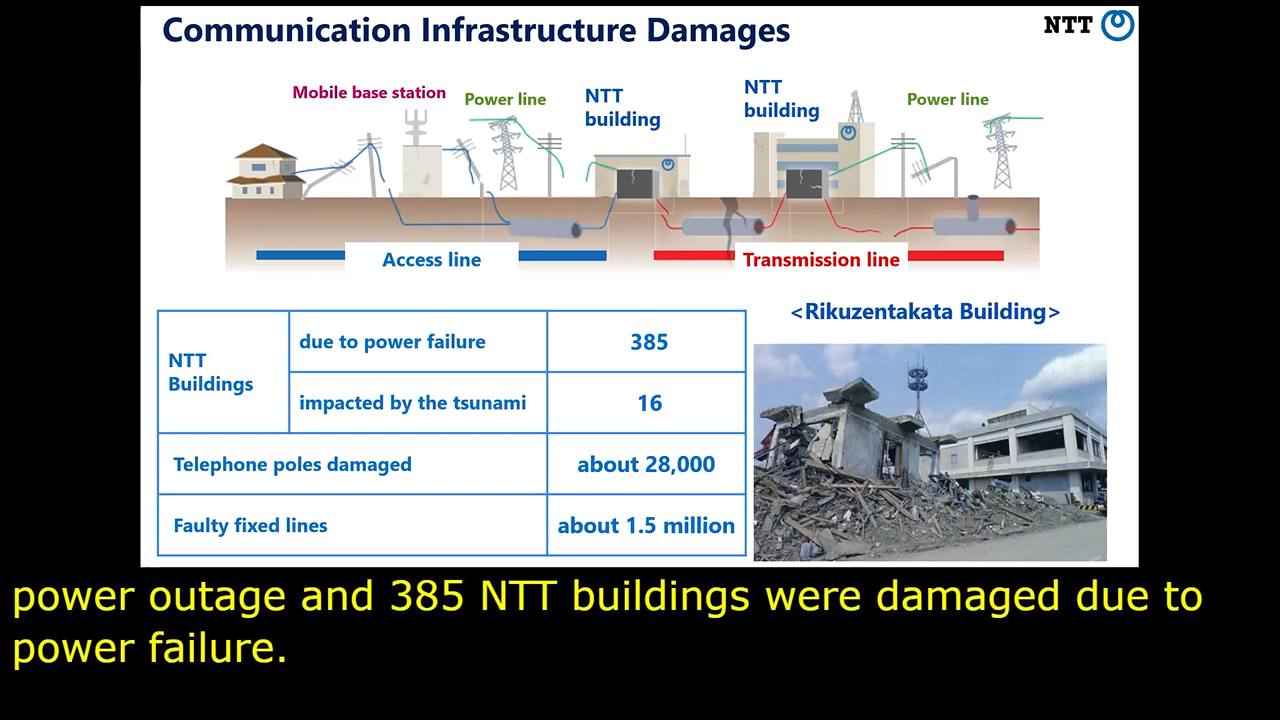 Communication Infrastructure Damages
NTT
Mobile base station
Power line
NTT
building
NTT
building
Power line
Access line
Transmission line
<Rikuzentakata Building>
NTT
Buildings
due to power failure
385
impacted by the tsunami
16
Telephone poles damaged
about 28,000
Faulty fixed lines
about 1.5 million
power outage and 385 NTT buildings were damaged due to
power failure.